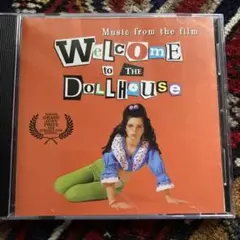 Music from the film
WELCOME
to THE
DOLLHOUSE